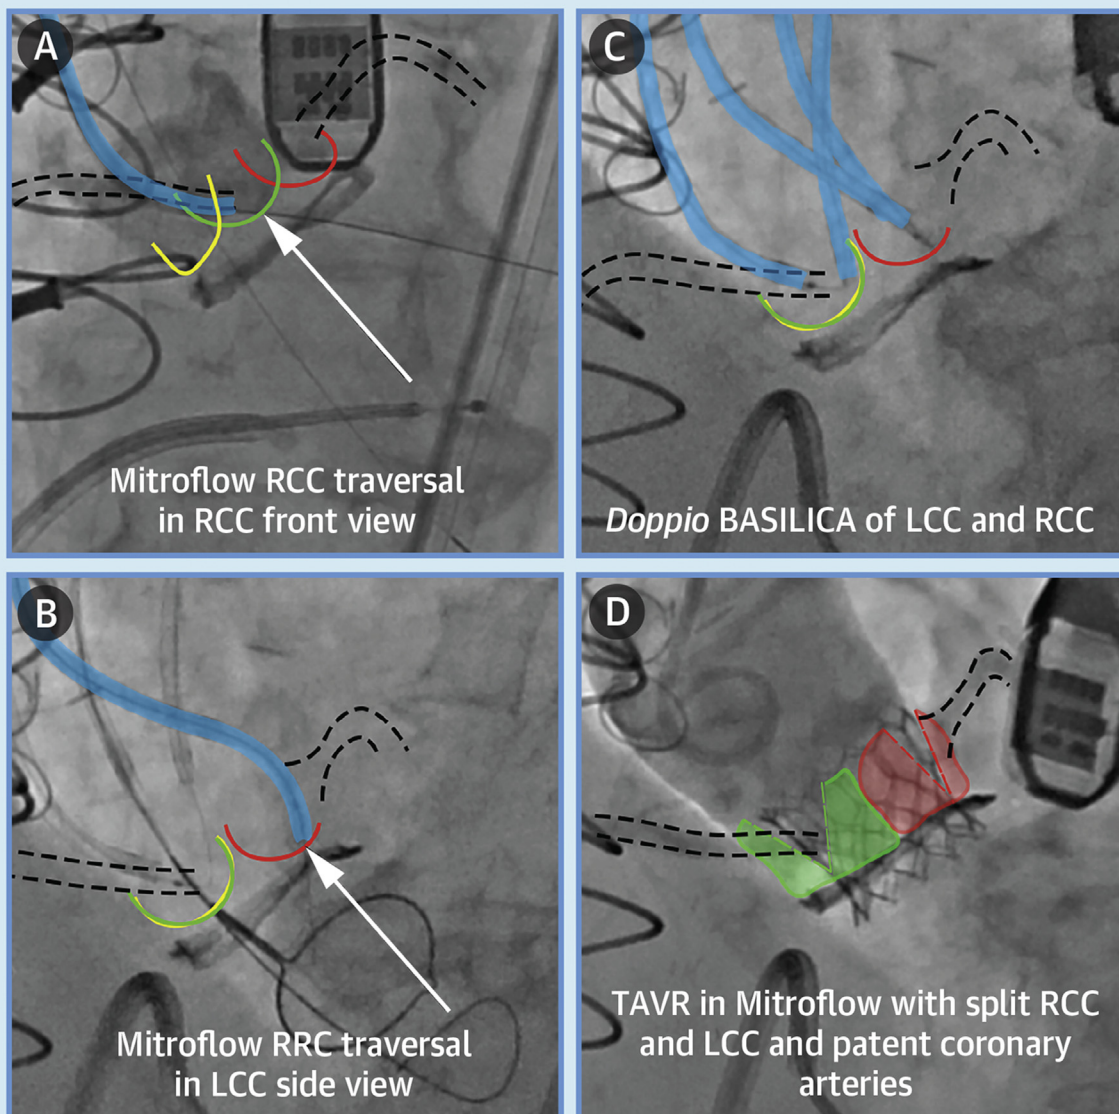 A
Mitroflow RCC traversal
in RCC front view
C
Doppio BASILICA of LCC and RCC
B
Mitroflow RRC traversal
in LCC side view
D
TAVR in Mitroflow with split RCC
and LCC and patent coronary
arteries